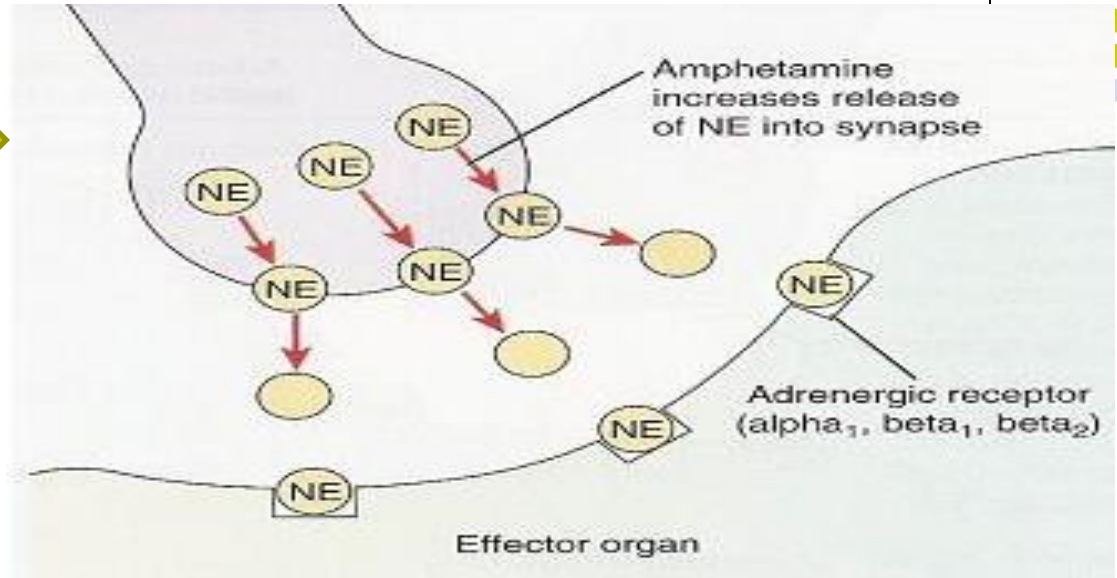 Amphetamine
increases release
of NE into synapse
NE
NE
NE
NE
NE
NE
NE
Adrenergic receptor
(alpha₁, beta₁, beta₂)
NE
NE
Effector organ